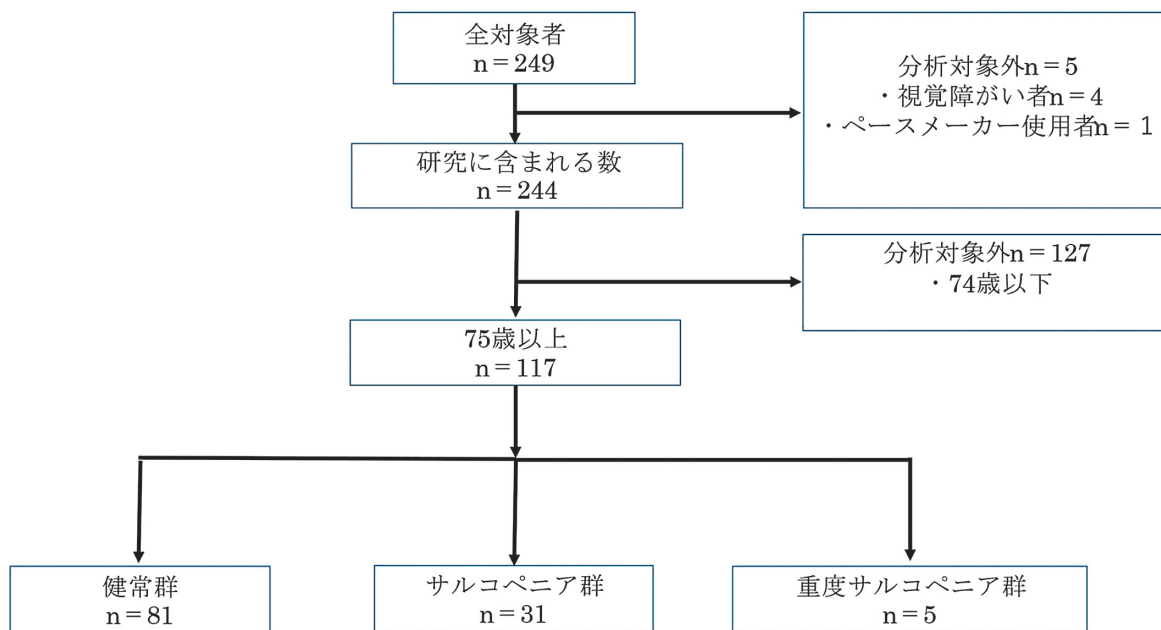 全対象者
n＝249
分析対象外n＝5
・視覚障がい者n＝4
・ペースメーカー使用者n＝１
研究に含まれる数
n＝244
分析対象外n＝127
・74歳以下
75歳以上
n＝117
健常群
n＝81
サルコペニア群
n＝31
重度サルコペニア群
n＝5